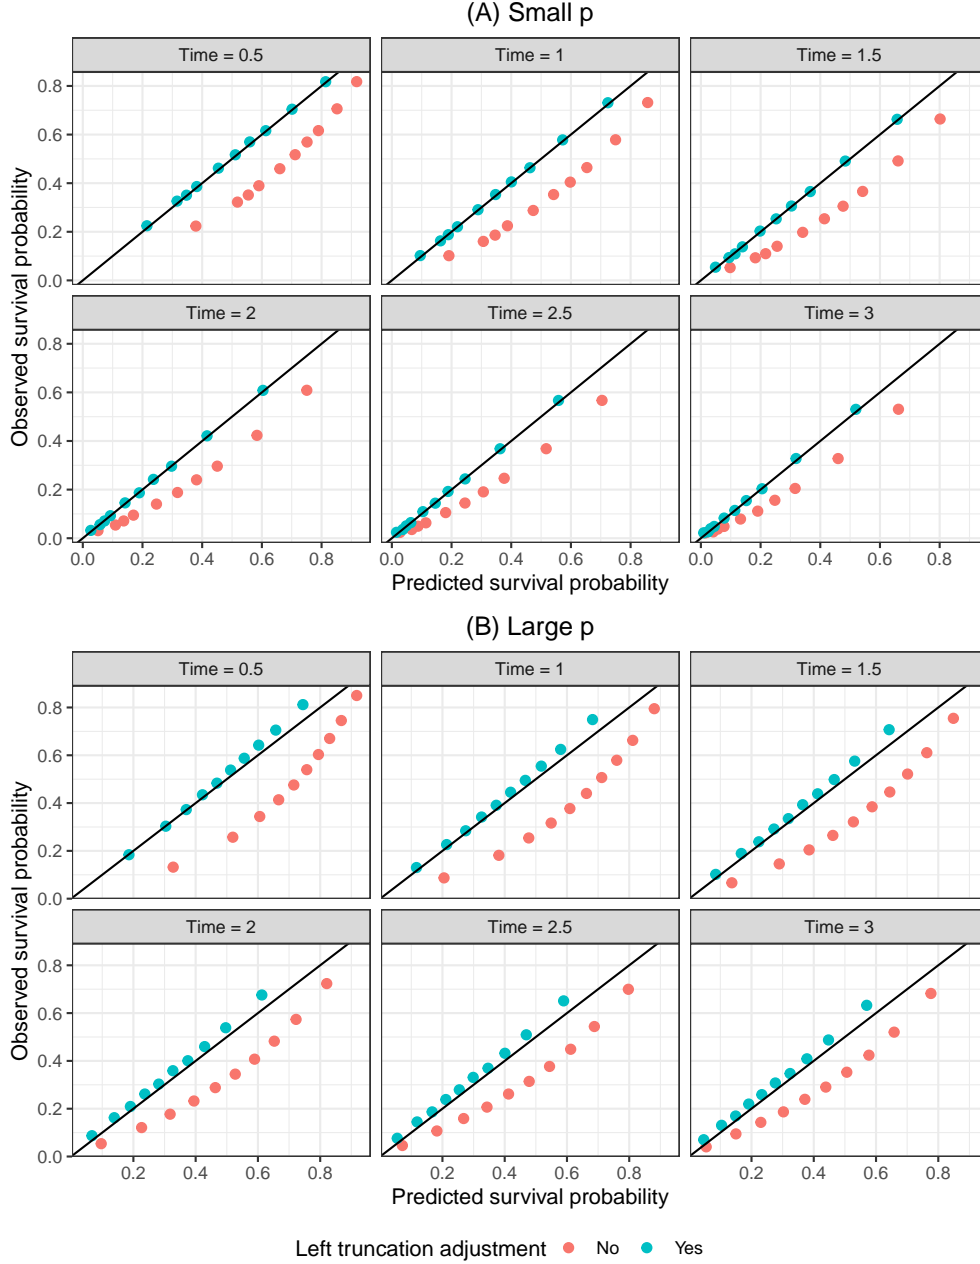 (A) Small p
Time = 0.5
Time = 1
Time = 1.5
0.8
0.6
0.4
0.2
0.0
Time = 2
Time = 2.5
Time = 3
0.8
0.6
0.4
0.2
0.0
0.0 0.2 0.4 0.6 0.8
0.0 0.2 0.4 0.6 0.8
0.0 0.2 0.4 0.6 0.8
Observed survival probability
Predicted survival probability
(B) Large p
Time = 0.5
Time = 1
Time = 1.5
0.8
0.6
0.4
0.2
0.0
Time = 2
Time = 2.5
Time = 3
0.8
0.6
0.4
0.2
0.0
0.2 0.4 0.6 0.8
0.2 0.4 0.6 0.8
0.2 0.4 0.6 0.8
Observed survival probability
Predicted survival probability
Left truncation adjustment No Yes